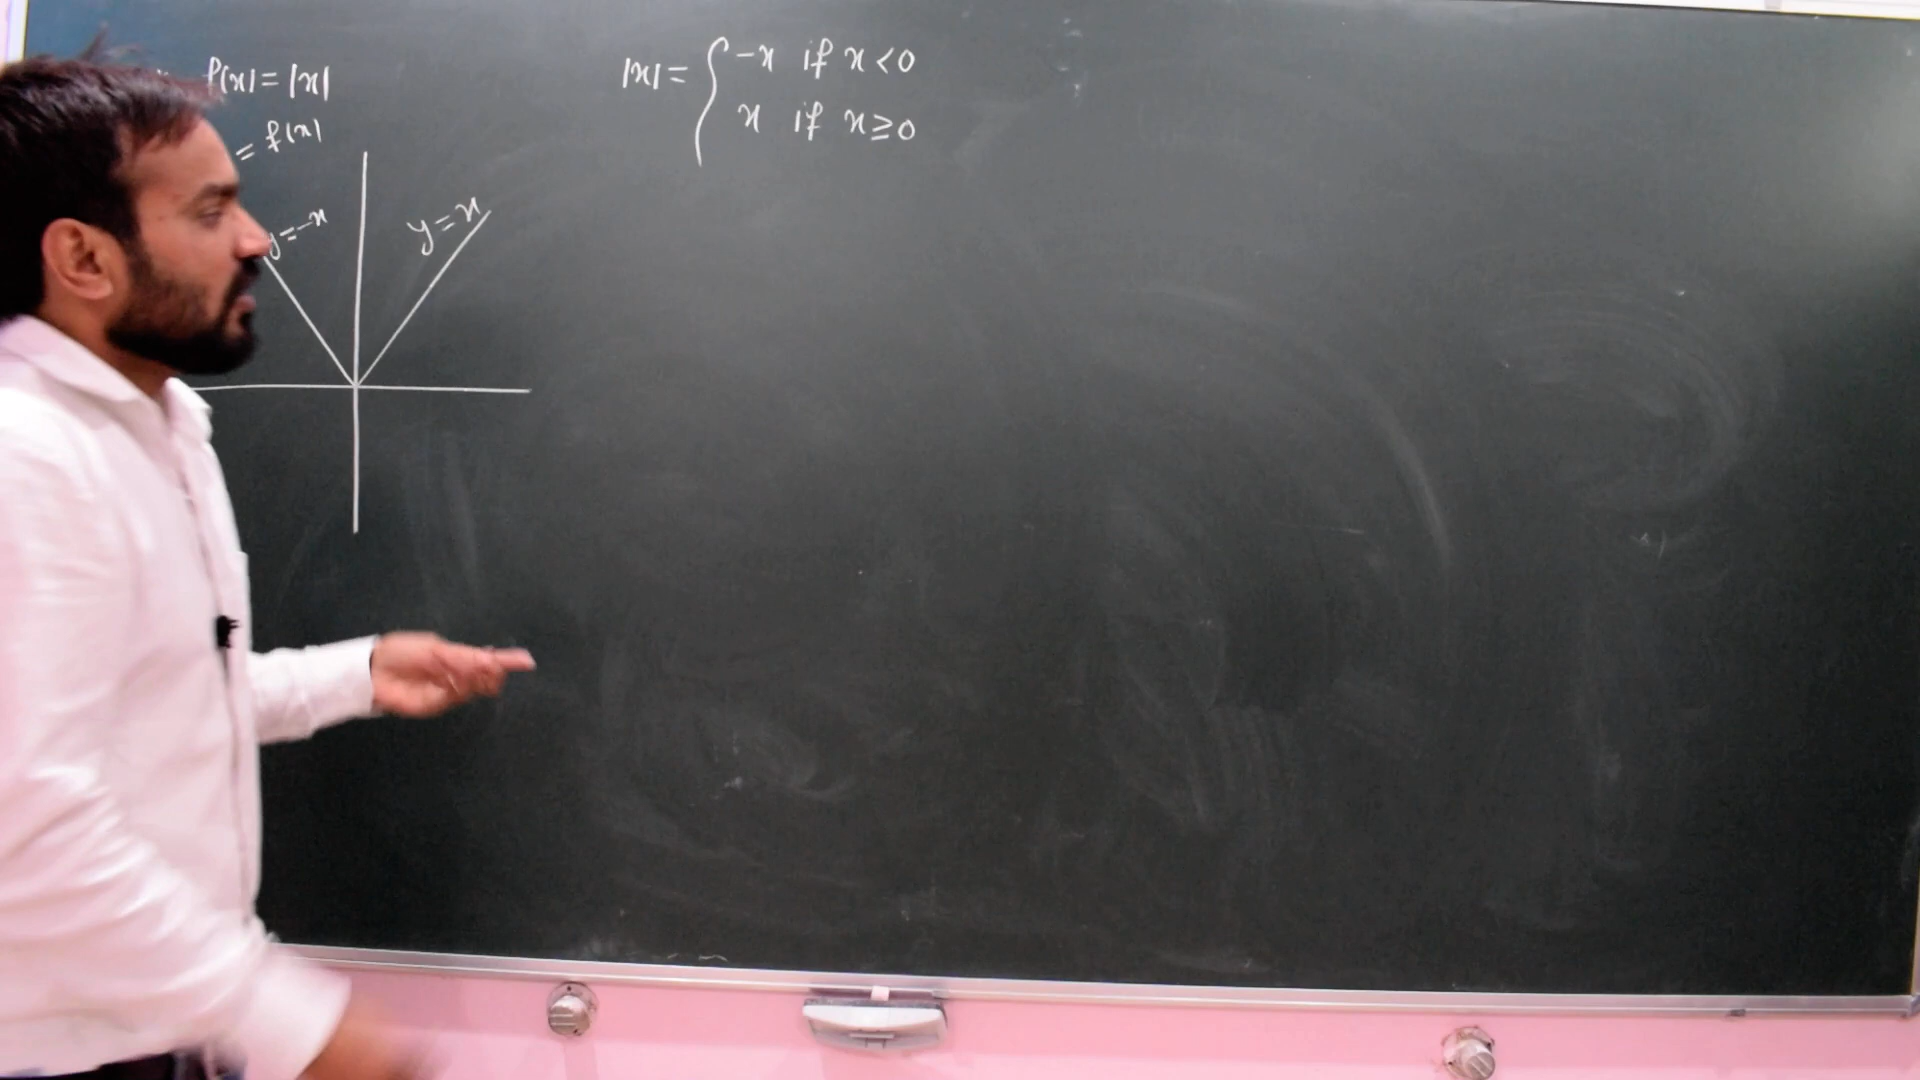 f(x) = |x|
= f(x)
y=-x
y=x
|x| = { -x if x < 0
x if x ≥ 0